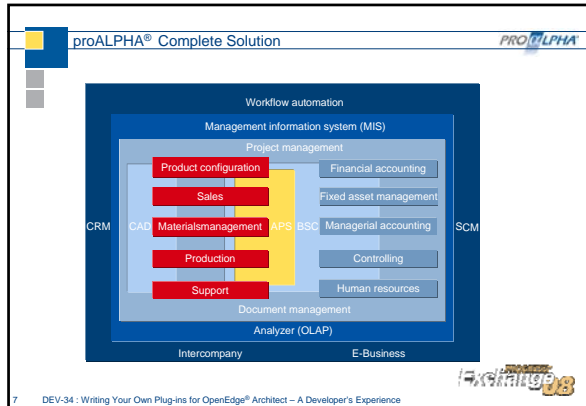 proALPHA® Complete Solution
PROALPHA®
Workflow automation
Management information system (MIS)
Project management
Product configuration
Financial accounting
Sales
Fixed asset management
CRM
CAD
Materialsmanagement
APS
BSC
Managerial accounting
SCM
Production
Controlling
Support
Human resources
Document management
Analyzer (OLAP)
Intercompany
E-Business
PROGRESS
Exchange 08
7 DEV-34 : Writing Your Own Plug-ins for OpenEdge® Architect – A Developer's Experience